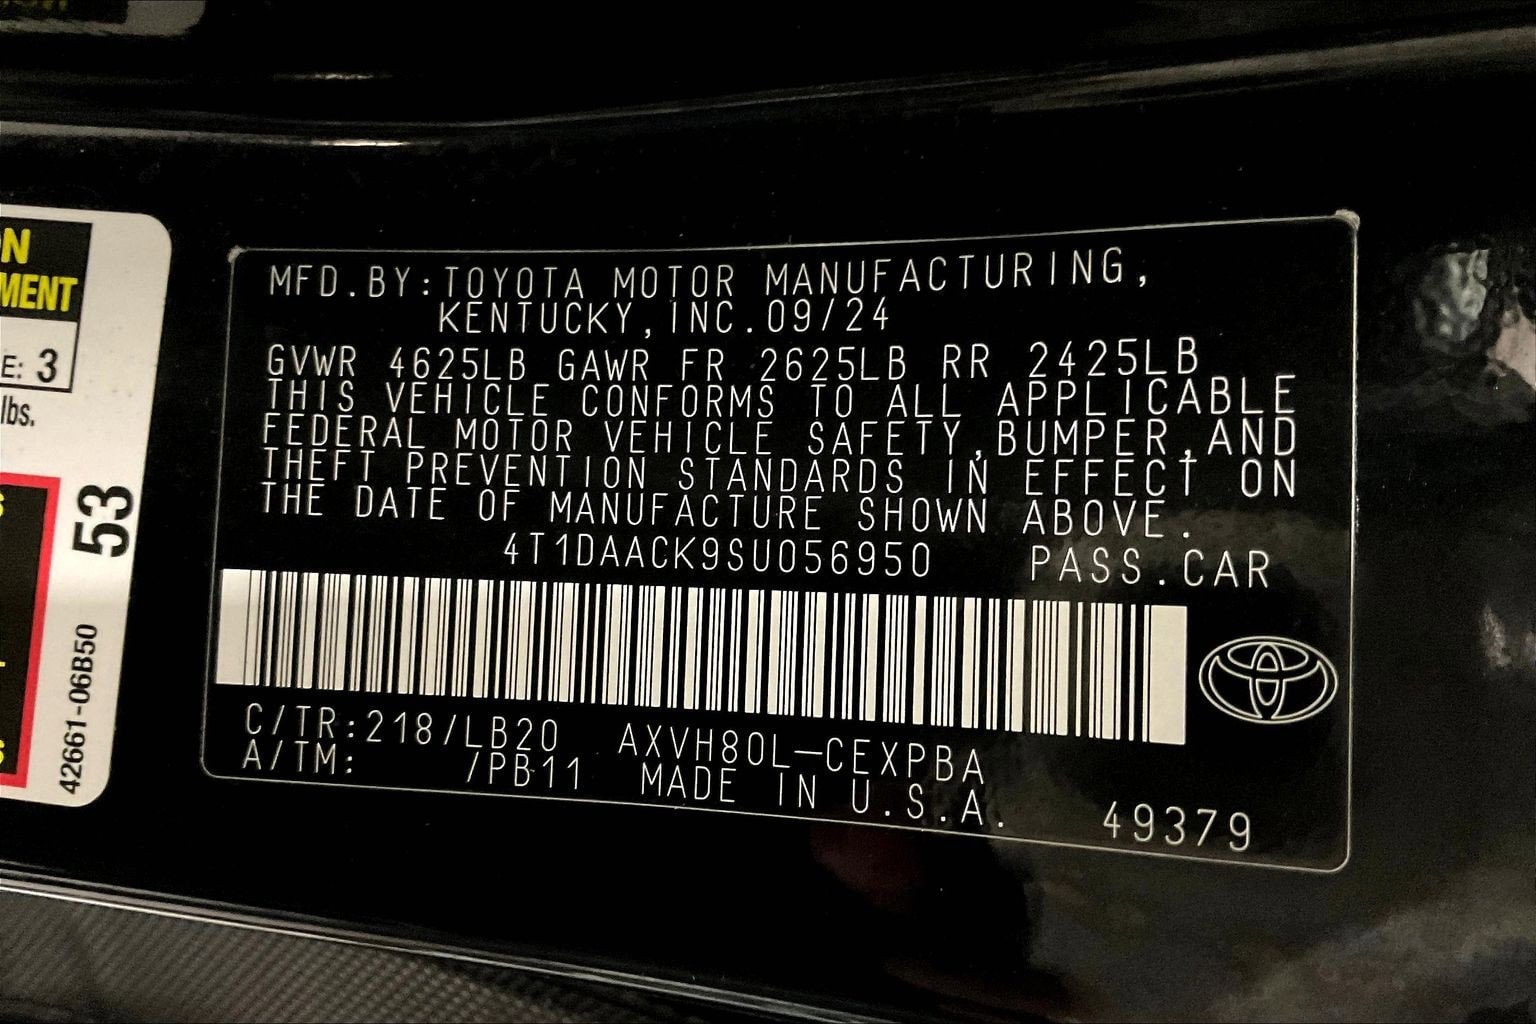 N
MENT
E: 3
lbs.
53
42661-06B50
MFD.BY:TOYOTA MOTOR MANUFACTURING,
KENTUCKY,INC.09/24
GVWR 4625LB GAWR FR 2625LB RR 2425LB
THIS VEHICLE CONFORMS TO ALL APPLICABLE
FEDERAL MOTOR VEHICLE SAFETY,BUMPER,AND
THEFT PREVENTION STANDARDS IN EFFECT ON
THE DATE OF MANUFACTURE SHOWN ABOVE.
4T1DAACK9SU056950 PASS.CAR
C/TR:218/LB20 AXVH80L-CEXPBA
A/TM: /PB11 MADE IN U.S.A.
49379